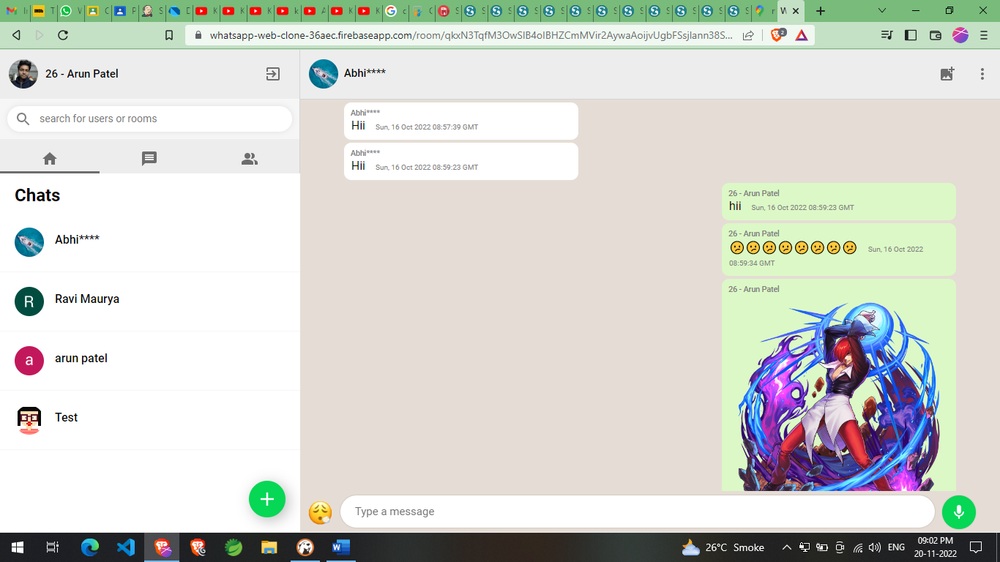 whatsapp-web-clone-36aec.firebaseapp.com/room/
26 - Arun Patel
search for users or rooms
Chats
Abhi****
Ravi Maurya
arun patel
Test
Abhi****
Abhi****
Hii Sun, 16 Oct 2022 08:57:39 GMT
Abhi****
Hii Sun, 16 Oct 2022 08:59:23 GMT
26 - Arun Patel
hii Sun, 16 Oct 2022 08:59:23 GMT
26 - Arun Patel
😕😕😕😕😕😕😕😕 Sun, 16 Oct 2022
08:59:34 GMT
26 - Arun Patel
Type a message
26°C Smoke
ENG
09:02 PM
20-11-2022